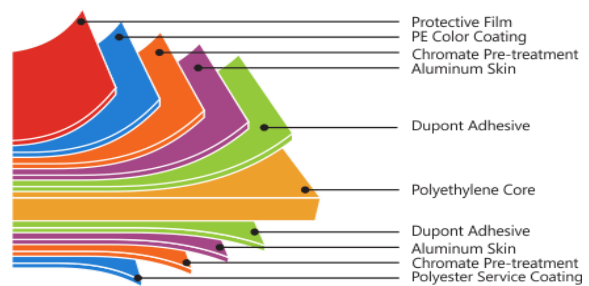 Protective Film
PE Color Coating
Chromate Pre-treatment
Aluminum Skin
Dupont Adhesive
Polyethylene Core
Dupont Adhesive
Aluminum Skin
Chromate Pre-treatment
Polyester Service Coating